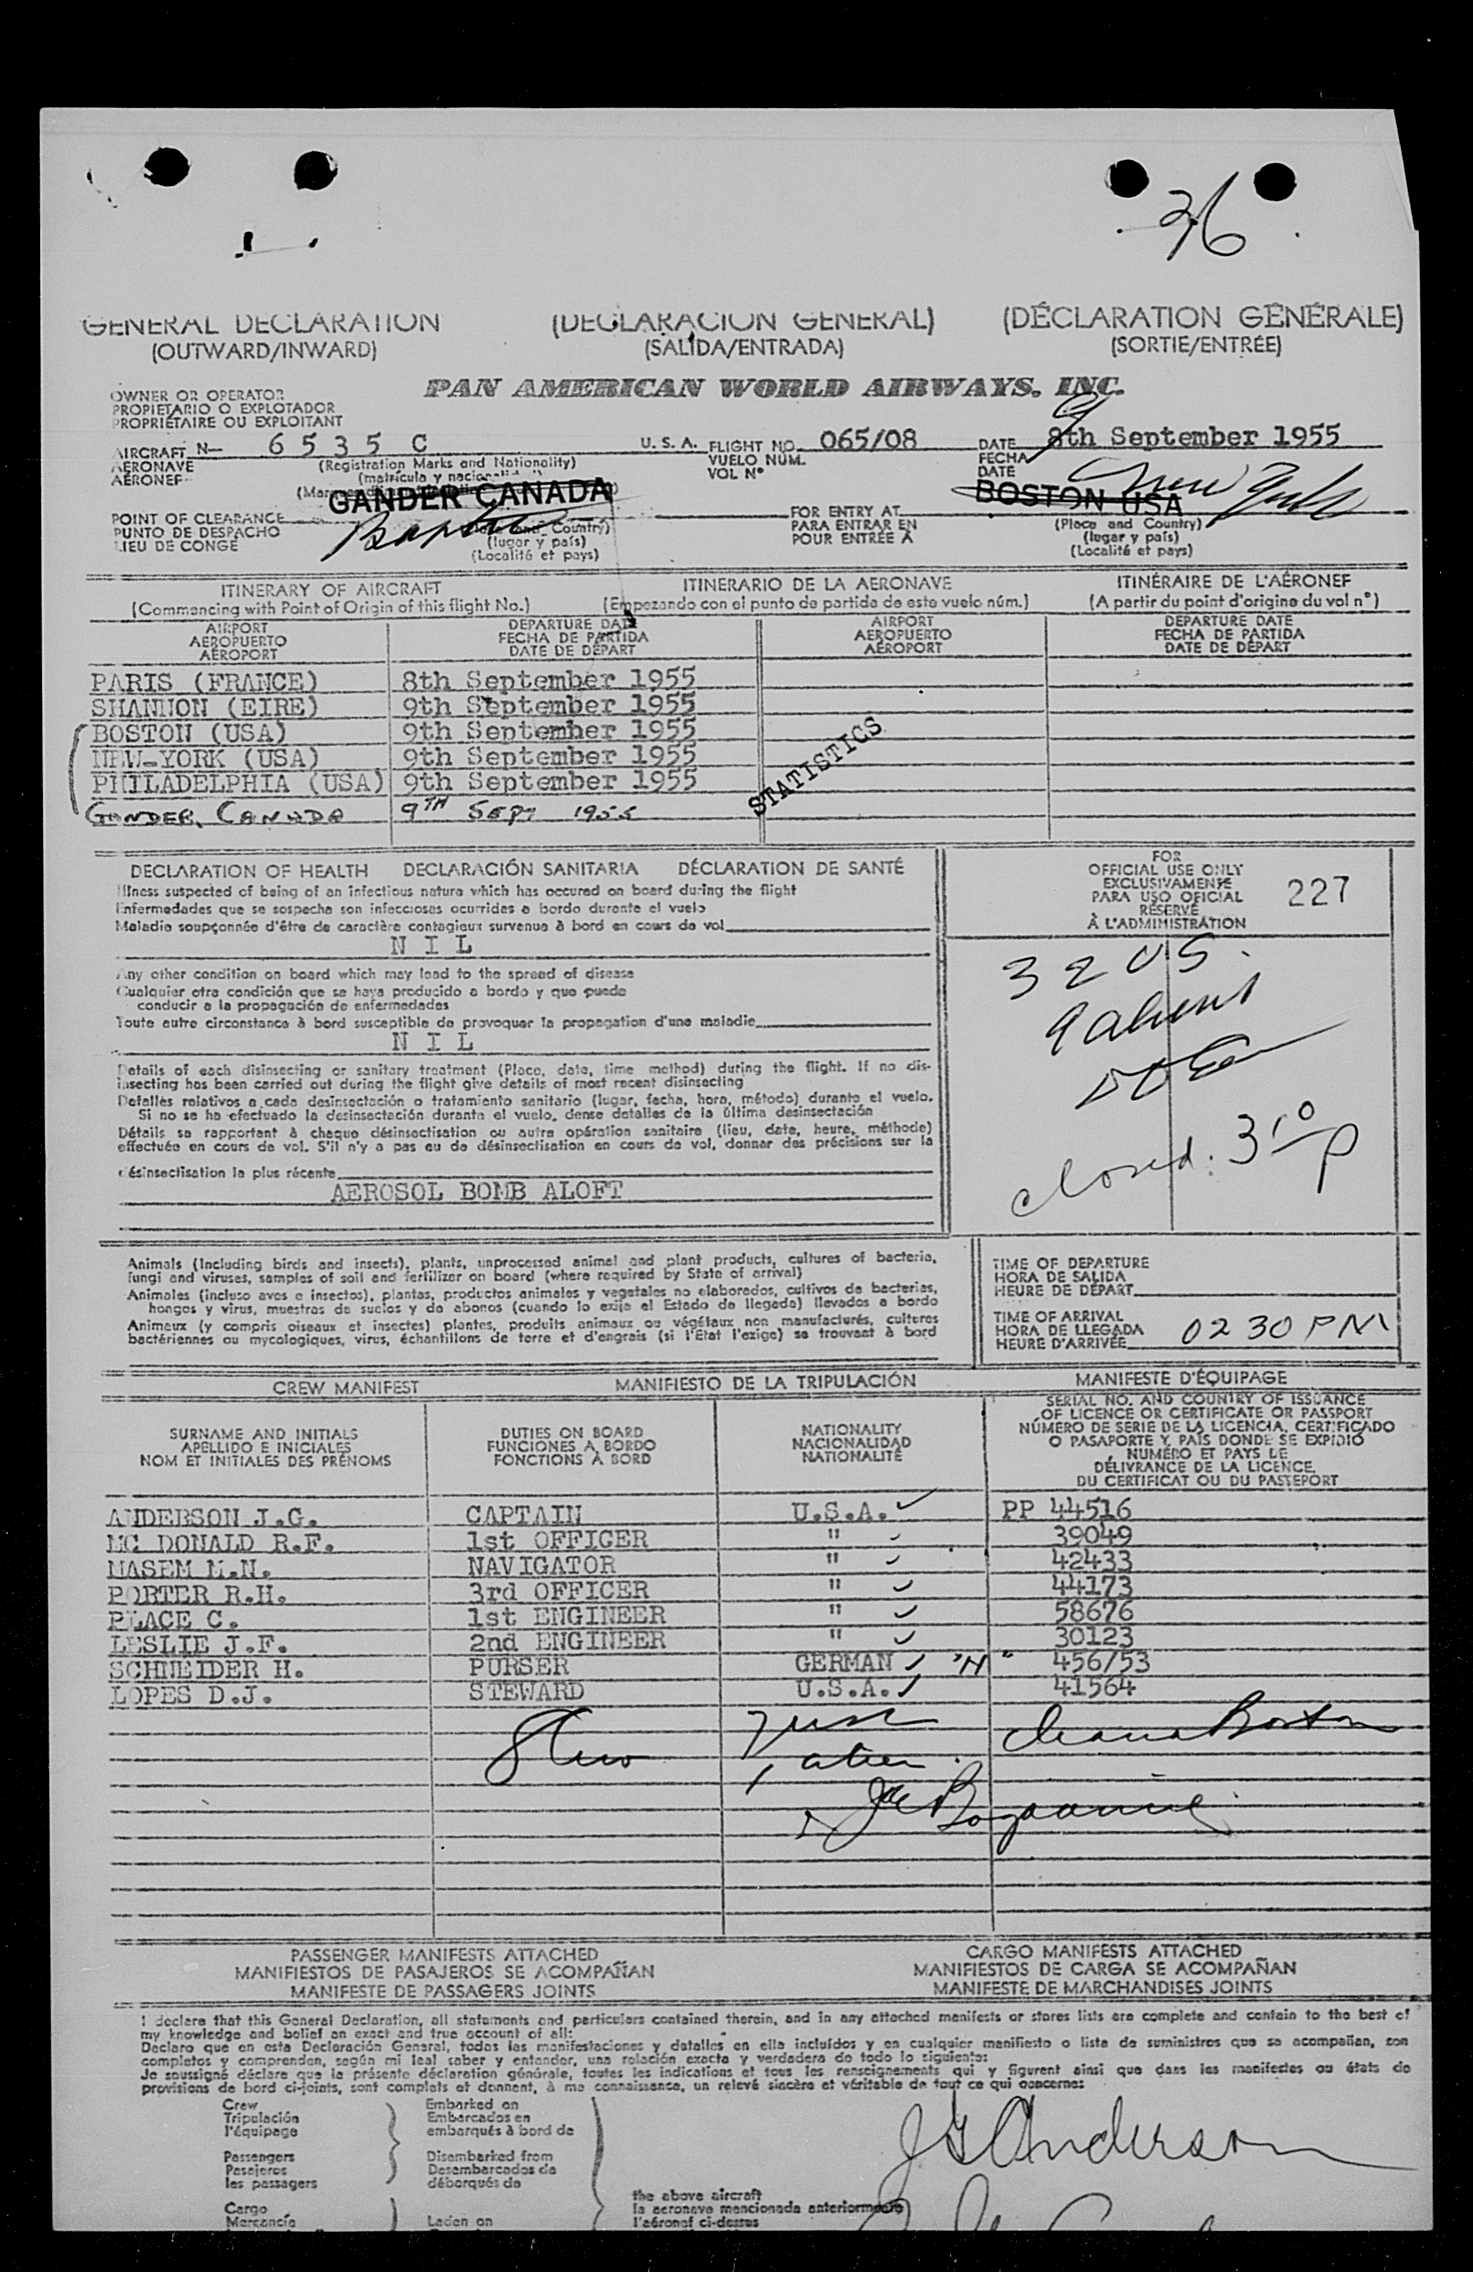 36
GENERAL DECLARATION (DECLARACIÓN GENERAL) (DÉCLARATION GÉNÉRALE)
(OUTWARD/INWARD) (SALIDA/ENTRADA) (SORTIE/ENTRÉE)
PAN AMERICAN WORLD AIRWAYS, INC.
OWNER OR OPERATOR
PROPIETARIO O EXPLOTADOR
PROPRIÉTAIRE OU EXPLOITANT
AIRCRAFT N- 6535 C U.S.A. FLIGHT NO. 065/08 DATE 9 8th September 1955
AERONAVE (Registration Marks and Nationality) VUELO NÚM. FECHA
AÉRONEF (matrícula y nacionalidad) VOL N° DATE
GANDER CANADA BOSTON USA New York
POINT OF CLEARANCE Boston FOR ENTRY AT
PUNTO DE DESPACHO (Place and Country) PARA ENTRAR EN (Place and Country)
LIEU DE CONGE (lugar y país) POUR ENTRÉE À (lugar y país)
(Localité et pays) (Localité et pays)
ITINERARY OF AIRCRAFT ITINERARIO DE LA AERONAVE ITINÉRAIRE DE L'AÉRONEF
(Commencing with Point of Origin of this flight No.) (Empezando con el punto de partida de este vuelo núm.) (A partir du point d'origine du vol n°)
AIRPORT DEPARTURE DATE AIRPORT DEPARTURE DATE
AEROPUERTO FECHA DE PARTIDA AEROPUERTO FECHA DE PARTIDA
AÉROPORT DATE DE DÉPART AÉROPORT DATE DE DÉPART
PARIS (FRANCE) 8th September 1955
SHANNON (EIRE) 9th September 1955
BOSTON (USA) 9th September 1955
NEW-YORK (USA) 9th September 1955
PHILADELPHIA (USA) 9th September 1955
GANDER, CANADA 9TH SEPT 1955
STATISTICS
DECLARATION OF HEALTH DECLARACIÓN SANITARIA DÉCLARATION DE SANTÉ
Illness suspected of being of an infectious nature which has occured on board during the flight
Enfermedades que se sospecha son infecciosas ocurridas a bordo durante el vuelo
Maladie soupçonnée d'être de caractère contagieux survenue à bord en cours de vol
NIL
Any other condition on board which may lead to the spread of disease
Cualquier otra condición que se haya producido a bordo y que puede
conducir a la propagación de enfermedades
Toute autre circonstance à bord susceptible de provoquer la propagation d'une maladie
NIL
Details of each disinsecting or sanitary treatment (Place, date, time method) during the flight. If no dis-
insecting has been carried out during the flight give details of most recent disinsecting
Detalles relativos a cada desinsectación o tratamiento sanitario (lugar, fecha, hora, método) durante el vuelo.
Si no se ha efectuado la desinsectación durante el vuelo, dense detalles de la última desinsectación
Détails se rapportant à chaque désinsectisation ou autre opération sanitaire (lieu, date, heure, méthode)
effectuée en cours de vol. S'il n'y a pas eu de désinsectisation en cours de vol, donner des précisions sur la
désinsectisation la plus récente
AEROSOL BOMB ALOFT
FOR
OFFICIAL USE ONLY
EXCLUSIVAMENTE
PARA USO OFICIAL
RÉSERVÉ
À L'ADMINISTRATION
227
32 US.
9 aliens
closed: 3 10 p
Animals (Including birds and insects), plants, unprocessed animal and plant products, cultures of bacteria,
fungi and viruses, samples of soil and fertilizer on board (where required by State of arrival)
Animales (incluso aves e insectos), plantas, productos animales y vegetales no elaborados, cultivos de bacterias,
hongos y virus, muestras de suelos y de abonos (cuando lo exija el Estado de llegada) llevados a bordo
Animaux (y compris oiseaux et insectes) plantes, produits animaux ou végétaux non manufacturés, cultures
bactériennes ou mycologiques, virus, échantillons de terre et d'engrais (si l'Etat l'exige) se trouvant à bord
TIME OF DEPARTURE
HORA DE SALIDA
HEURE DE DÉPART
TIME OF ARRIVAL
HORA DE LLEGADA
HEURE D'ARRIVÉE 0230 PM
CREW MANIFEST MANIFIESTO DE LA TRIPULACIÓN MANIFESTE D'ÉQUIPAGE
SURNAME AND INITIALS
APELLIDO E INICIALES
NOM ET INITIALES DES PRÉNOMS
DUTIES ON BOARD
FUNCIONES A BORDO
FONCTIONS À BORD
NATIONALITY
NACIONALIDAD
NATIONALITÉ
SERIAL NO. AND COUNTRY OF ISSUANCE
OF LICENCE OR CERTIFICATE OR PASSPORT
NÚMERO DE SERIE DE LA LICENCIA, CERTIFICADO
O PASAPORTE Y PAÍS DONDE SE EXPIDIÓ
NUMÉRO ET PAYS DE
DÉLIVRANCE DE LA LICENCE,
DU CERTIFICAT OU DU PASSEPORT
ANDERSON J.G. CAPTAIN U.S.A. PP 44516
MC DONALD R.F. 1st OFFICER " 39049
MASEM M.N. NAVIGATOR " 42433
PORTER R.H. 3rd OFFICER " 44173
PLACE C. 1st ENGINEER " 58676
LESLIE J.F. 2nd ENGINEER " 30123
SCHNEIDER H. PURSER GERMAN "N" 456/53
LOPES D.J. STEWARD U.S.A. 41564
8 Crew 7 USA Boston
1 alien
PASSENGER MANIFESTS ATTACHED CARGO MANIFESTS ATTACHED
MANIFIESTOS DE PASAJEROS SE ACOMPAÑAN MANIFIESTOS DE CARGA SE ACOMPAÑAN
MANIFESTE DE PASSAGERS JOINTS MANIFESTE DE MARCHANDISES JOINTS
I declare that this General Declaration, all statements and particulars contained therein, and in any attached manifests or stores lists are complete and contain to the best of
my knowledge and belief an exact and true account of all:
Declaro que en esta Declaración General, todas las manifestaciones y detalles en ella incluídos y en cualquier manifiesto o lista de suministros que se acompañan, son
completos y comprenden, según mi leal saber y entender, una relación exacta y verdadera de todo lo siguiente:
Je soussigné déclare que la présente déclaration générale, toutes les indications et tous les renseignements qui y figurent ainsi que dans les manifestes ou états de
provisions de bord ci-joints, sont complets et donnent, à ma connaissance, un relevé sincère et véritable de tout ce qui concerne:
Crew Embarked on
Tripulación Embarcados en
l'équipage embarqués à bord de
Passengers Disembarked from
Pasajeros Desembarcados de
les passagers débarqués de
JG Anderson
the above aircraft
Cargo la aeronave mencionada anteriormente
Mercancía Laden on l'aéronef ci-dessus